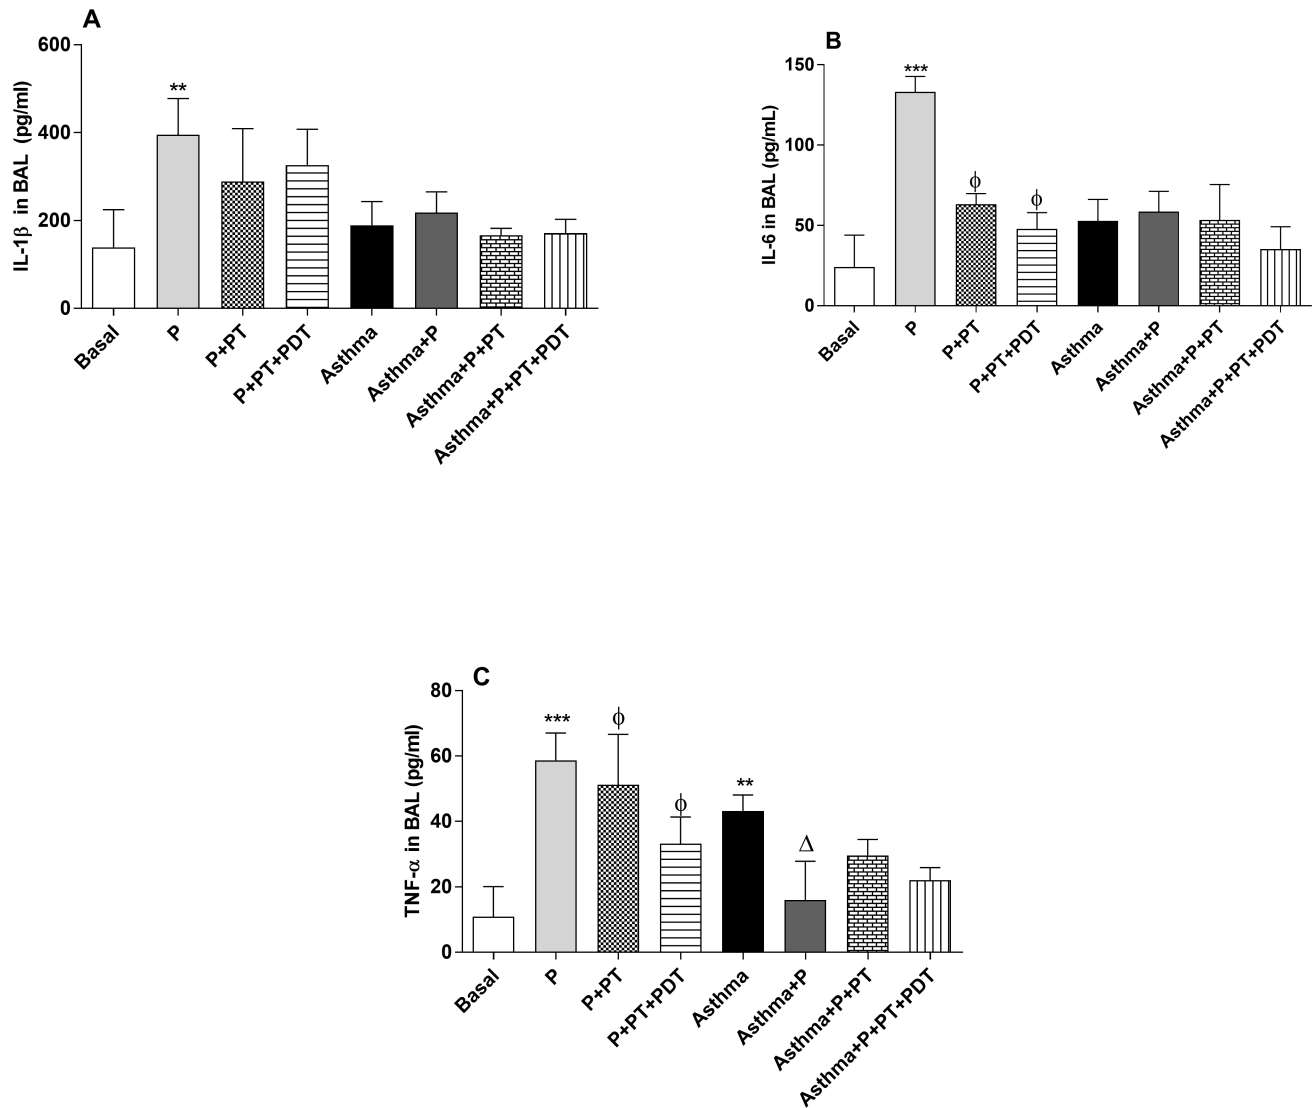 A
600
400
200
0
IL-1β in BAL (pg/ml)
**
Basal
P
P+PT
P+PT+PDT
Asthma
Asthma+P
Asthma+P+PT
Asthma+P+PT+PDT
B
150
100
50
0
IL-6 in BAL (pg/mL)
***
ϕ
ϕ
Basal
P
P+PT
P+PT+PDT
Asthma
Asthma+P
Asthma+P+PT
Asthma+P+PT+PDT
C
80
60
40
20
0
TNF-α in BAL (pg/ml)
***
ϕ
ϕ
**
Δ
Basal
P
P+PT
P+PT+PDT
Asthma
Asthma+P
Asthma+P+PT
Asthma+P+PT+PDT